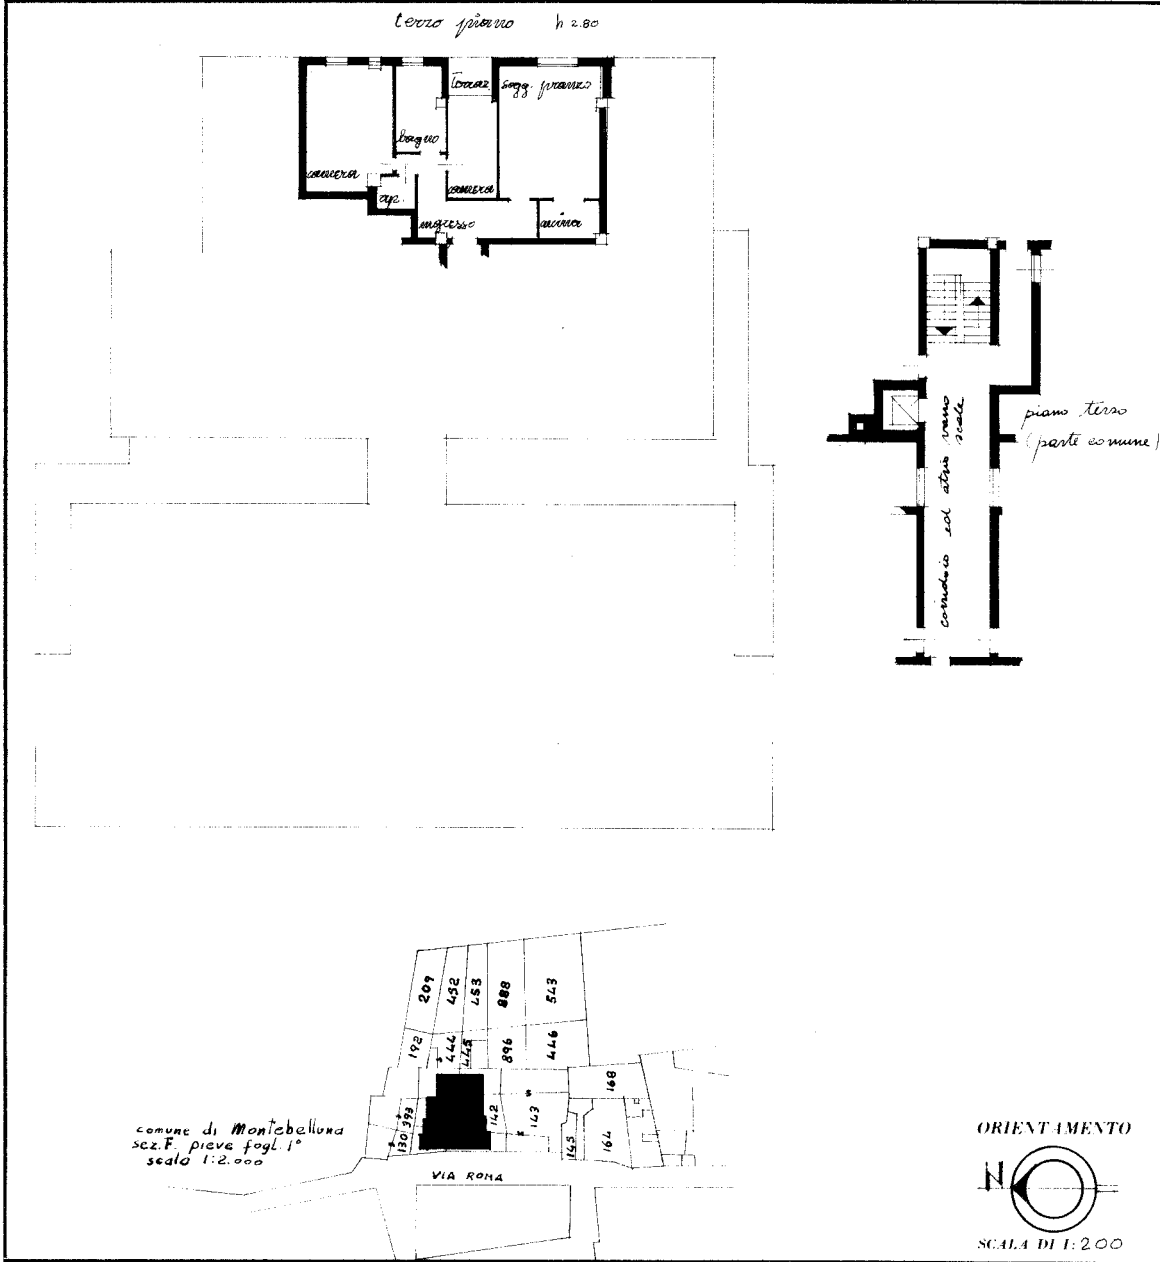 terzo piano h 2.80
terraz.
sogg. pranzo
bagno
camera
camera
rip.
ingresso
cucina
piano terra
(parte comune)
corridoio ed atrio vano
scale
209
452
453
888
543
192
444
445
896
446
168
393
130
142
143
145
164
comune di Montebelluna
sez. F. pieve fogl. 1°
scala 1:2.000
VIA ROMA
ORIENTAMENTO
N
SCALA DI 1:200